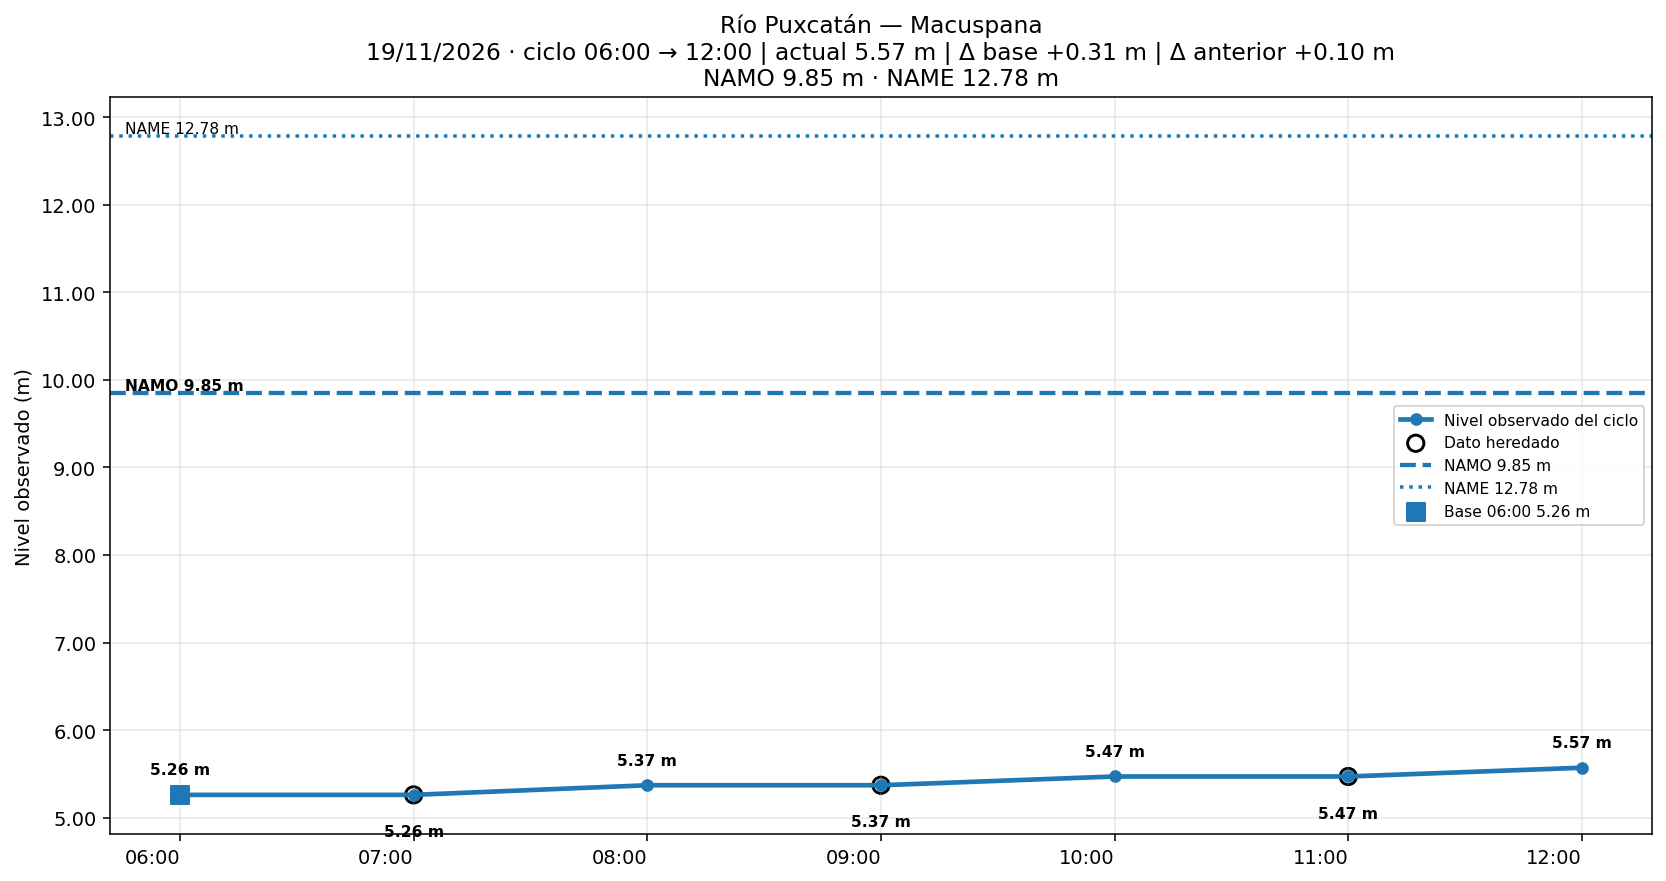 Río Puxcatán — Macuspana
19/11/2026 · ciclo 06:00 → 12:00 | actual 5.57 m | Δ base +0.31 m | Δ anterior +0.10 m
NAMO 9.85 m · NAME 12.78 m
Nivel observado (m)
13.00
12.00
11.00
10.00
9.00
8.00
7.00
6.00
5.00
NAME 12.78 m
NAMO 9.85 m
Nivel observado del ciclo
Dato heredado
NAMO 9.85 m
NAME 12.78 m
Base 06:00 5.26 m
5.26 m
5.26 m
5.37 m
5.37 m
5.47 m
5.47 m
5.57 m
06:00
07:00
08:00
09:00
10:00
11:00
12:00